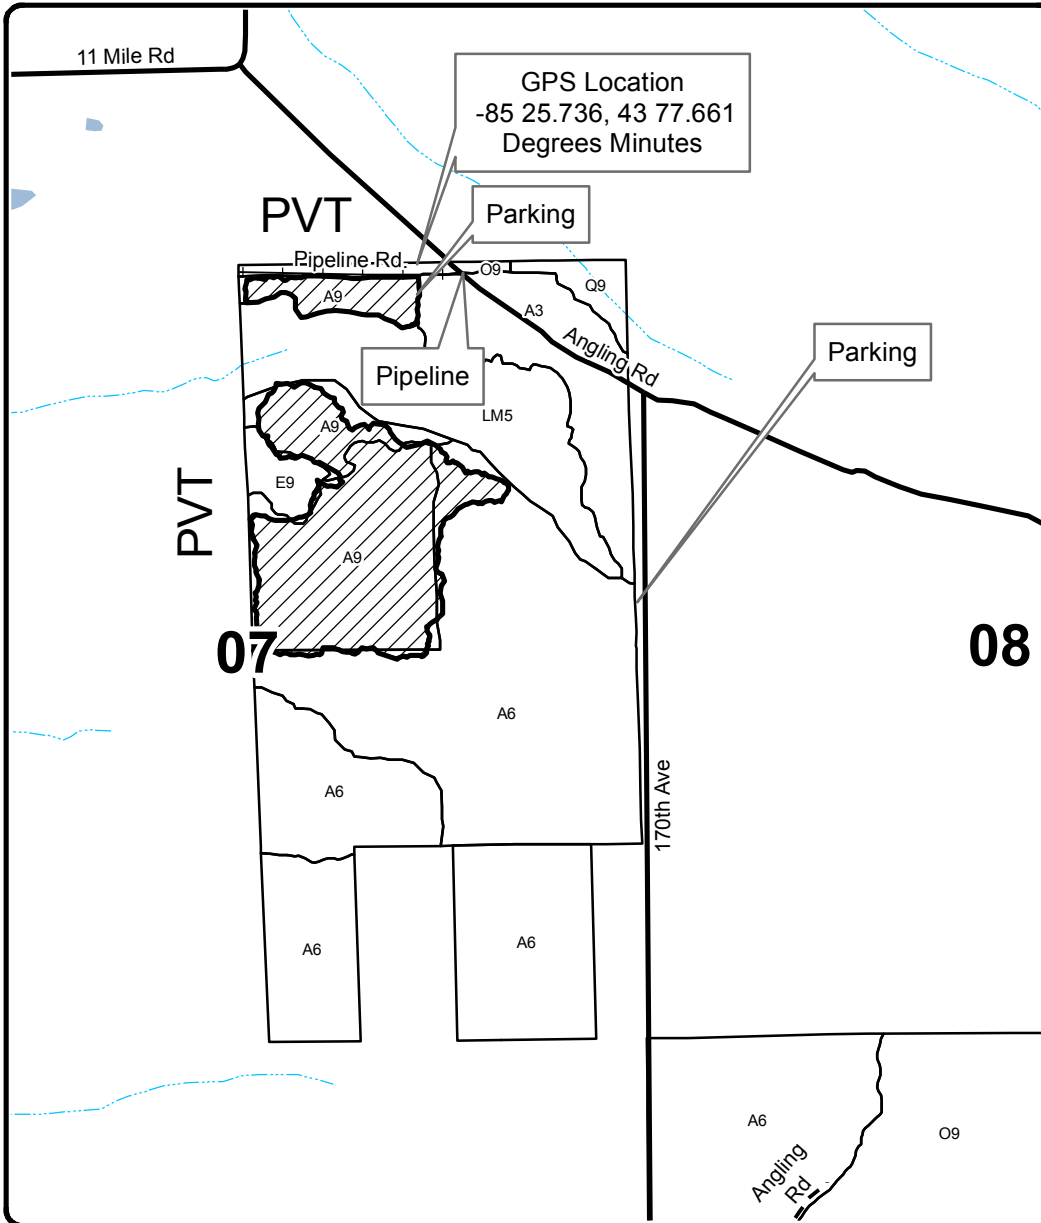 11 Mile Rd
GPS Location
-85 25.736, 43 77.661
Degrees Minutes
PVT
Parking
Pipeline Rd
O9
Q9
A9
A3
Angling Rd
Parking
Pipeline
LM5
A9
E9
PVT
A9
07
08
A6
170th Ave
A6
A6
A6
A6
O9
Angling
Rd